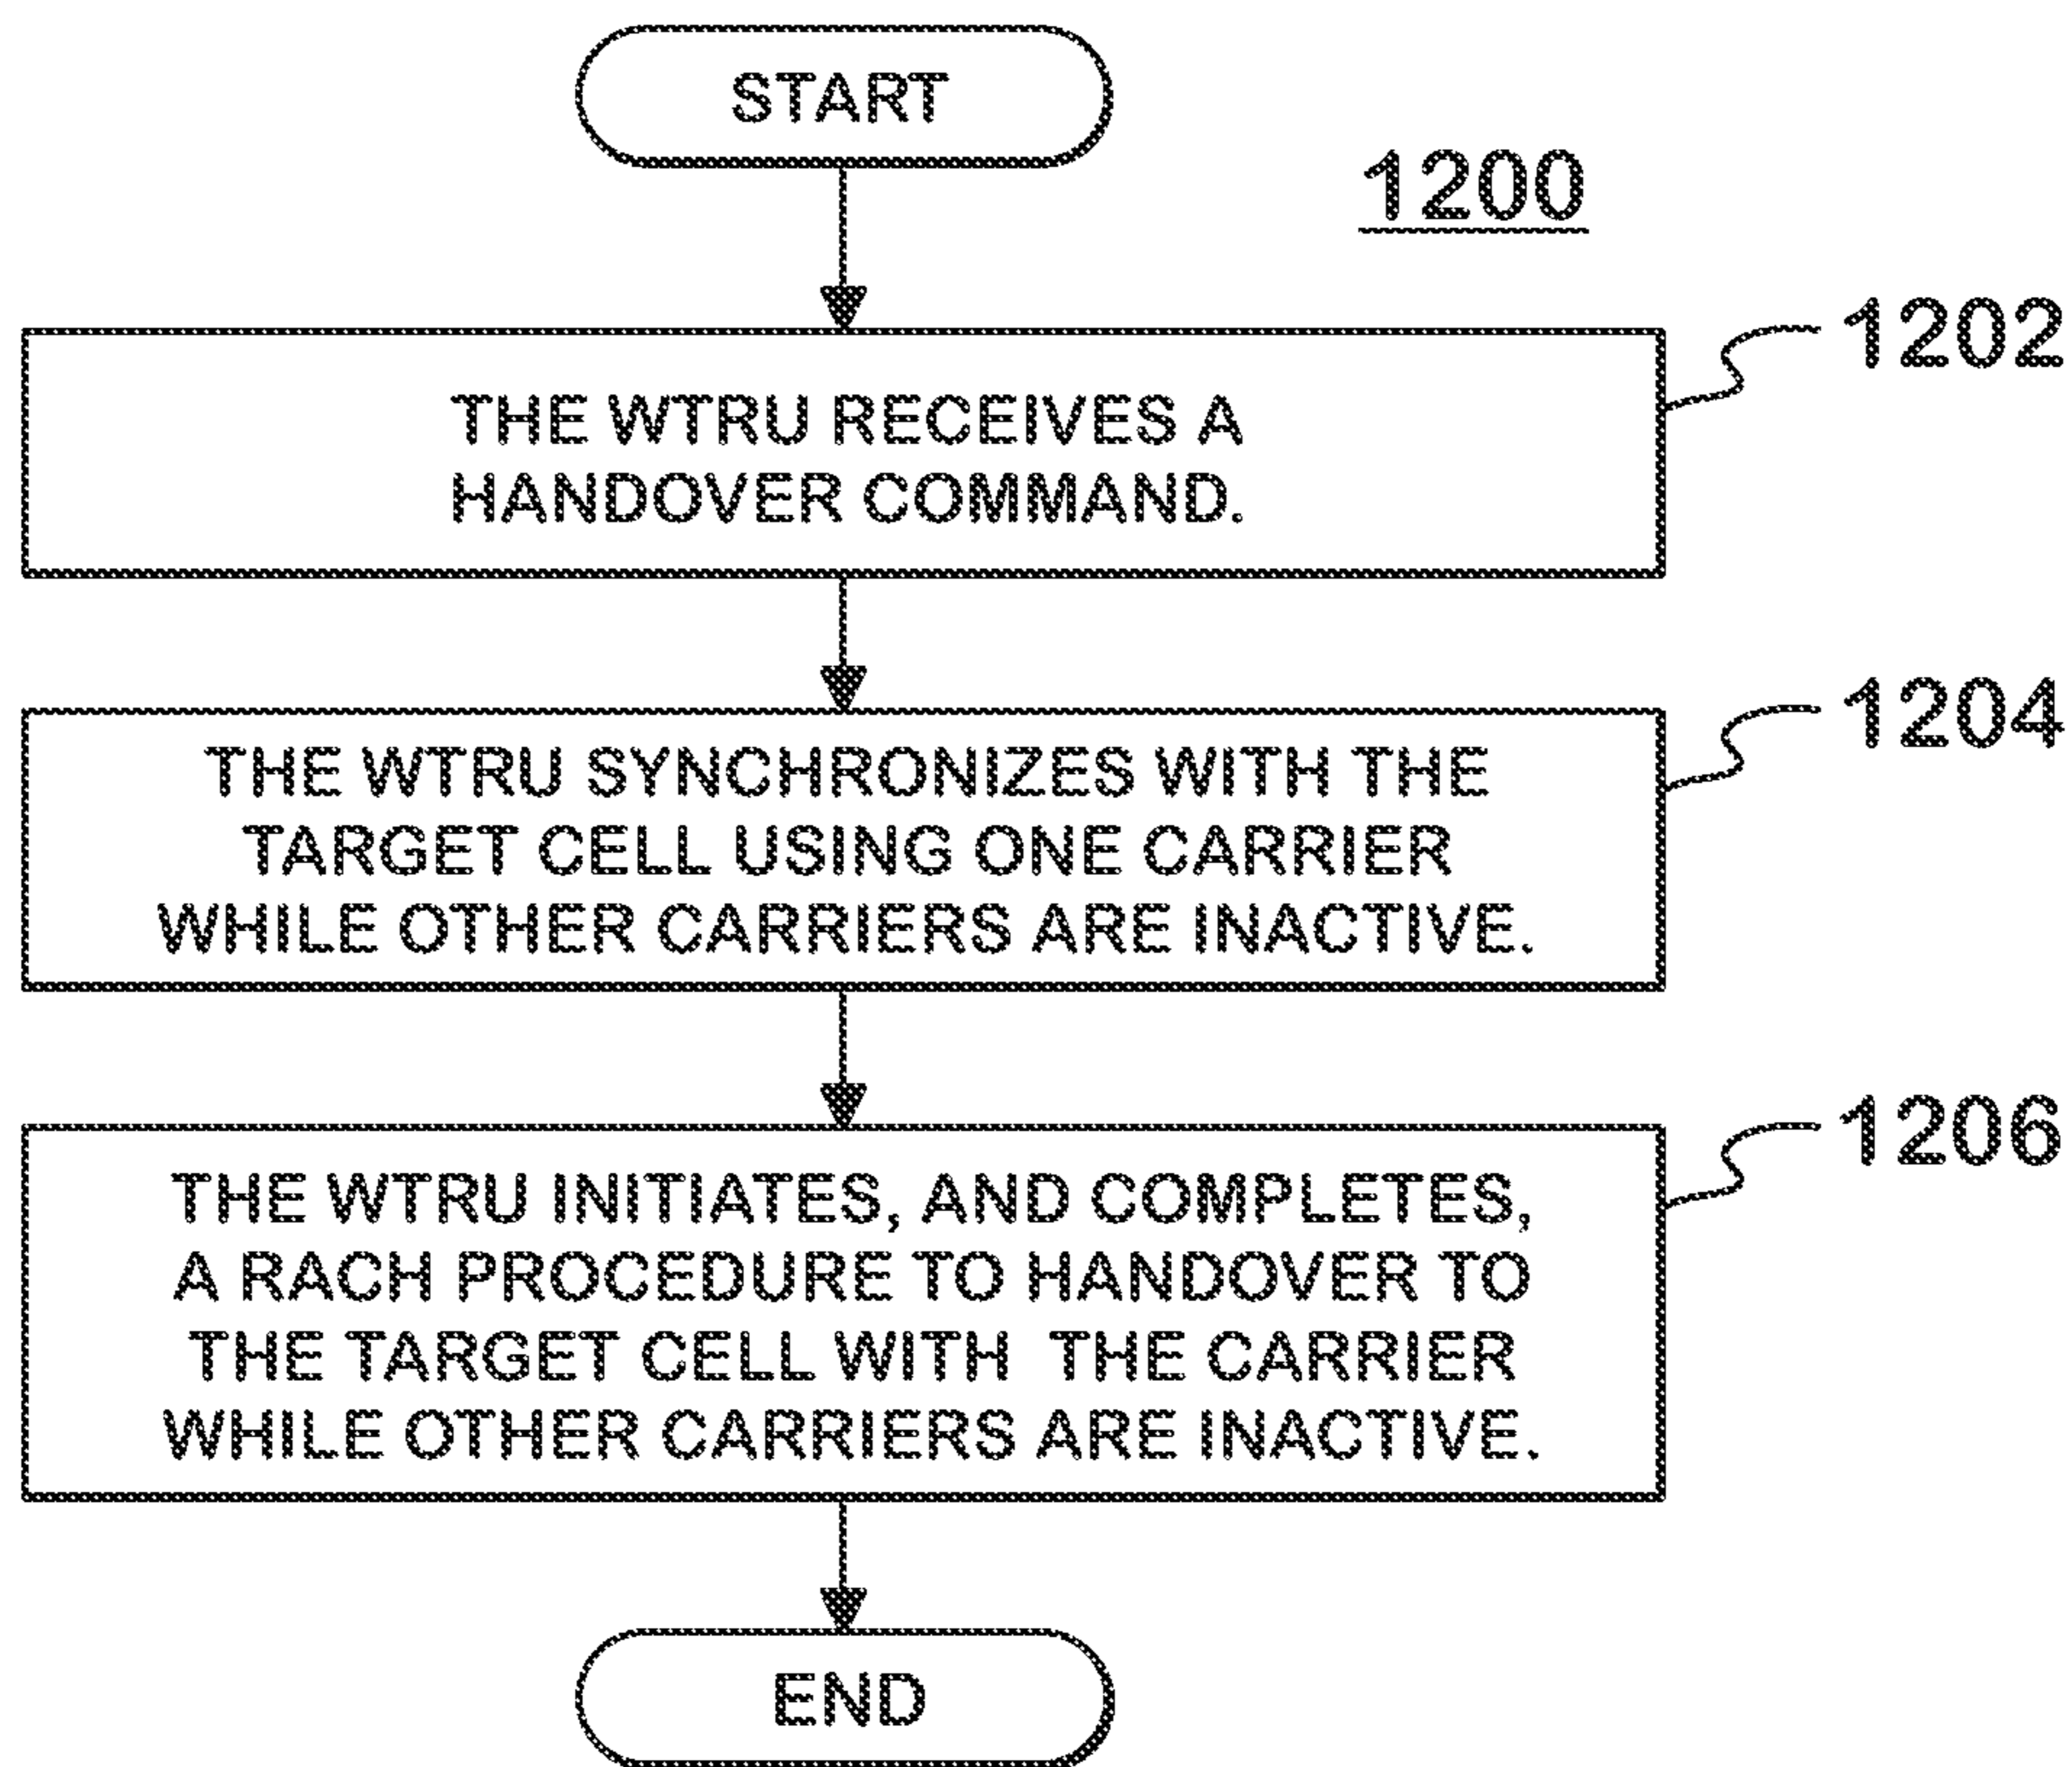 START
1200
1202
THE WTRU RECEIVES A
HANDOVER COMMAND.
1204
THE WTRU SYNCHRONIZES WITH THE
TARGET CELL USING ONE CARRIER
WHILE OTHER CARRIERS ARE INACTIVE.
1206
THE WTRU INITIATES, AND COMPLETES,
A RACH PROCEDURE TO HANDOVER TO
THE TARGET CELL WITH THE CARRIER
WHILE OTHER CARRIERS ARE INACTIVE.
END